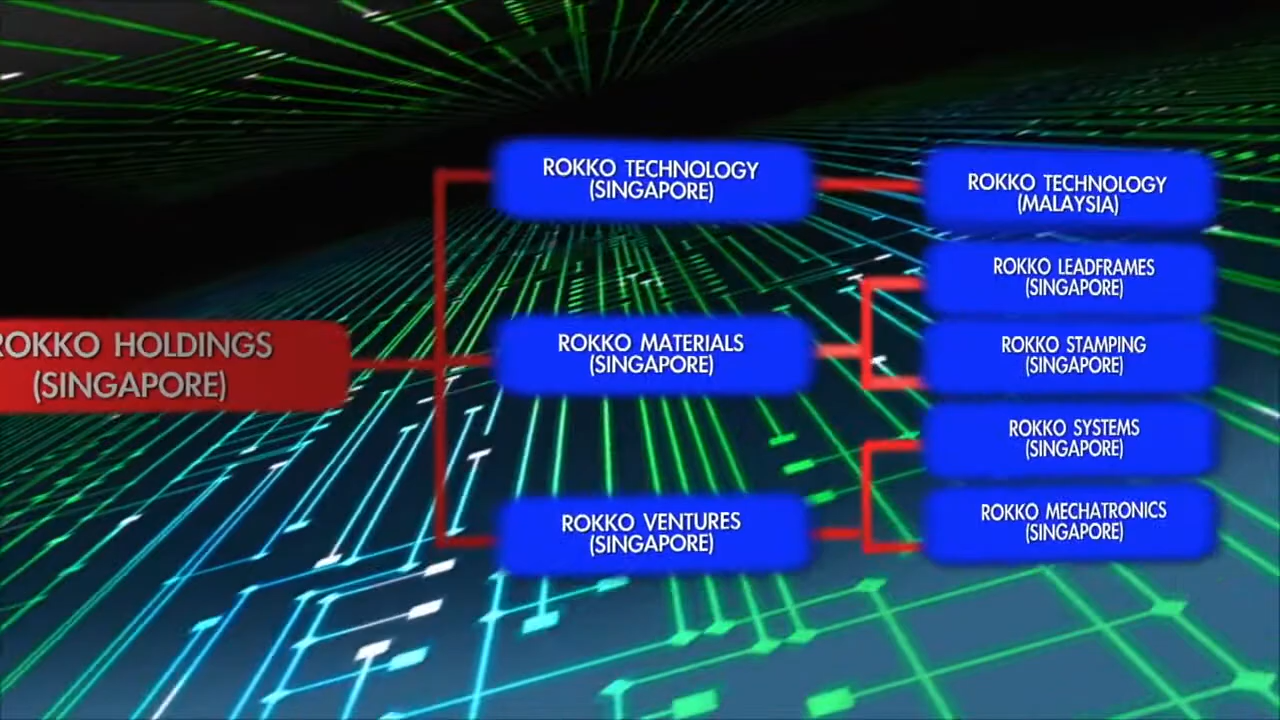 ROKKO TECHNOLOGY
(SINGAPORE)
ROKKO TECHNOLOGY
(MALAYSIA)
ROKKO LEADFRAMES
(SINGAPORE)
ROKKO HOLDINGS
(SINGAPORE)
ROKKO MATERIALS
(SINGAPORE)
ROKKO STAMPING
(SINGAPORE)
ROKKO SYSTEMS
(SINGAPORE)
ROKKO VENTURES
(SINGAPORE)
ROKKO MECHATRONICS
(SINGAPORE)